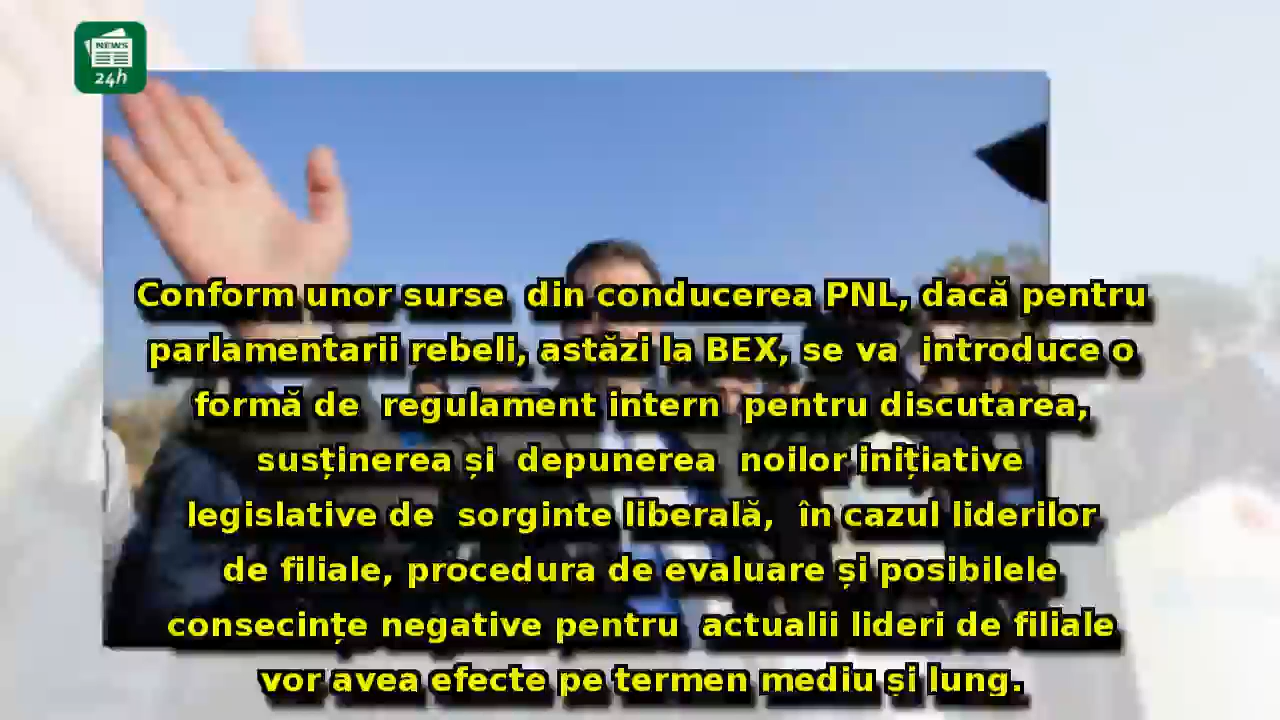 NEWS
24h
Conform unor surse din conducerea PNL, dacă pentru
parlamentarii rebeli, astăzi la BEX, se va introduce o
formă de regulament intern pentru discutarea,
susținerea și depunerea noilor inițiative
legislative de sorginte liberală, în cazul liderilor
de filiale, procedura de evaluare și posibilele
consecințe negative pentru actualii lideri de filiale
vor avea efecte pe termen mediu și lung.